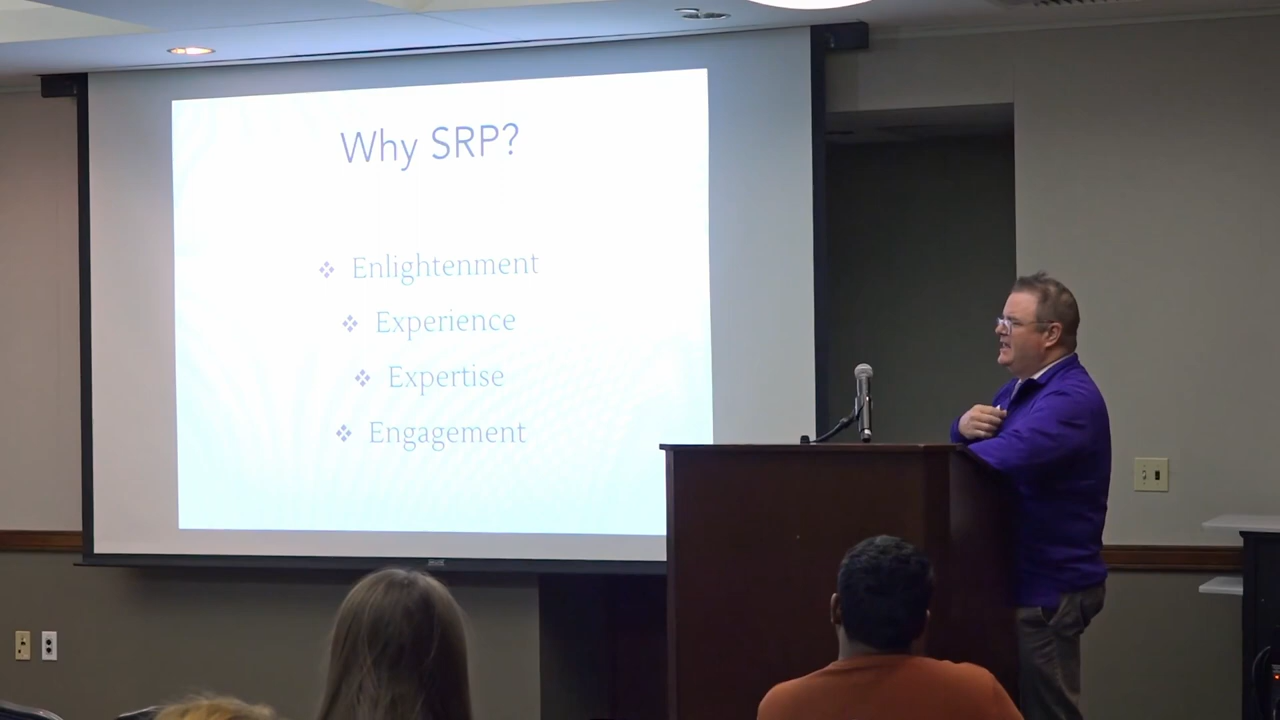 Why SRP?
❖ Enlightenment
❖ Experience
❖ Expertise
❖ Engagement